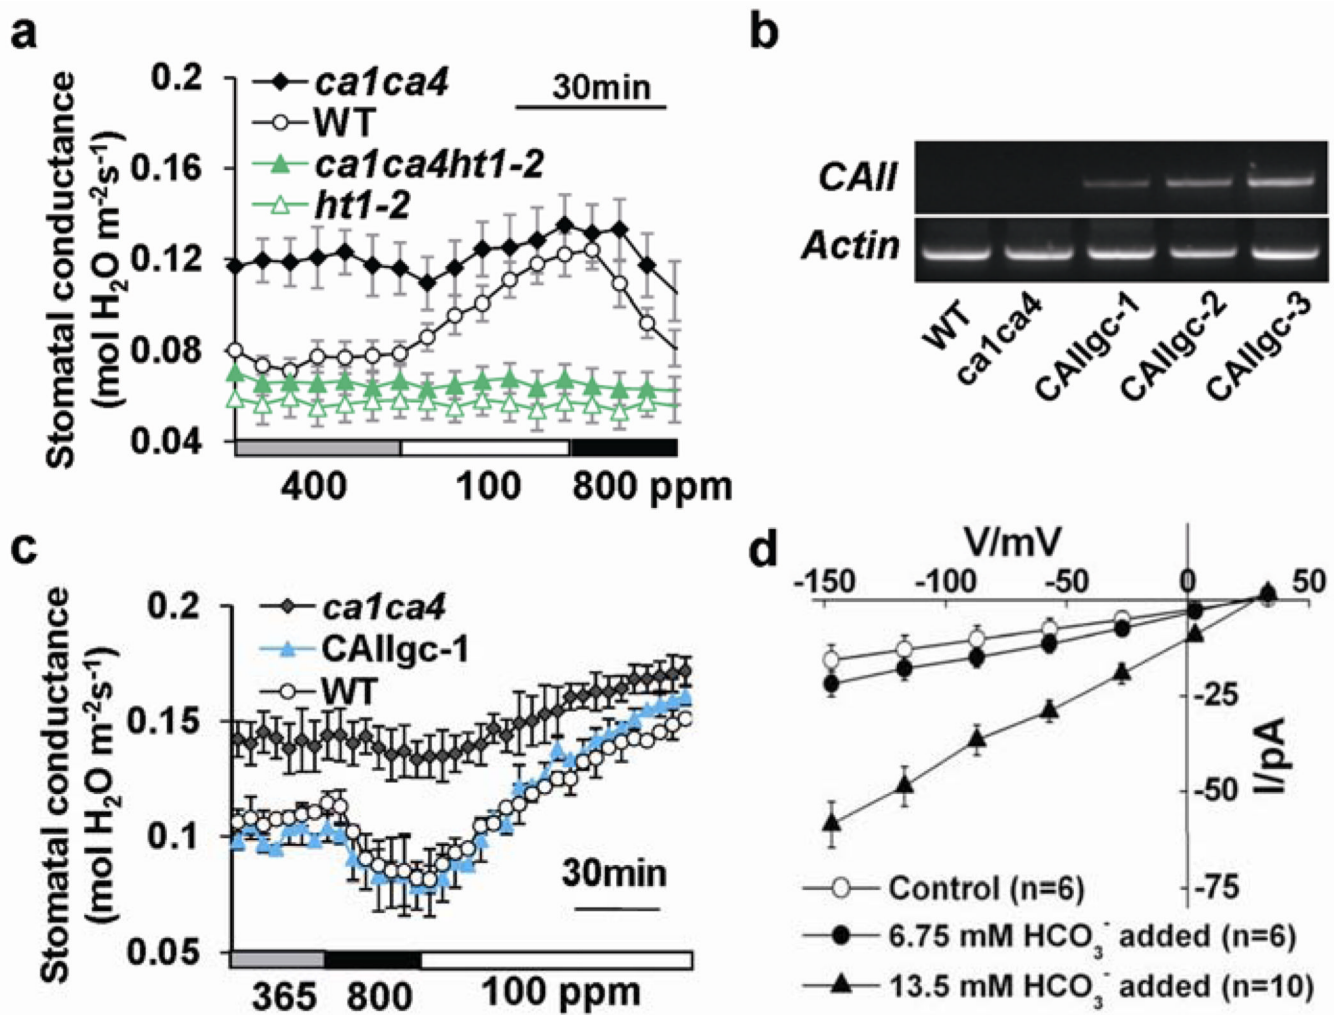 a
Stomatal conductance
(mol H₂O m⁻²s⁻¹)
0.2
0.16
0.12
0.08
0.04
ca1ca4
WT
ca1ca4ht1-2
ht1-2
30min
400 100 800 ppm
b
CAII
Actin
WT
ca1ca4
CAIIgc-1
CAIIgc-2
CAIIgc-3
c
Stomatal conductance
(mol H₂O m⁻²s⁻¹)
0.2
0.15
0.1
0.05
ca1ca4
CAIIgc-1
WT
30min
365 800 100 ppm
d
V/mV
-150 -100 -50 0 50
-25
-50
-75
I/pA
Control (n=6)
6.75 mM HCO₃⁻ added (n=6)
13.5 mM HCO₃⁻ added (n=10)